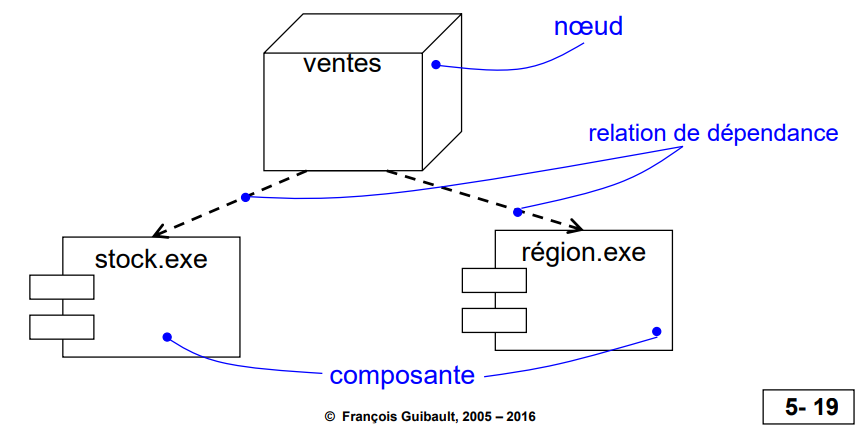 nœud
ventes
relation de dépendance
stock.exe
région.exe
composante
© François Guibault, 2005 – 2016
5- 19